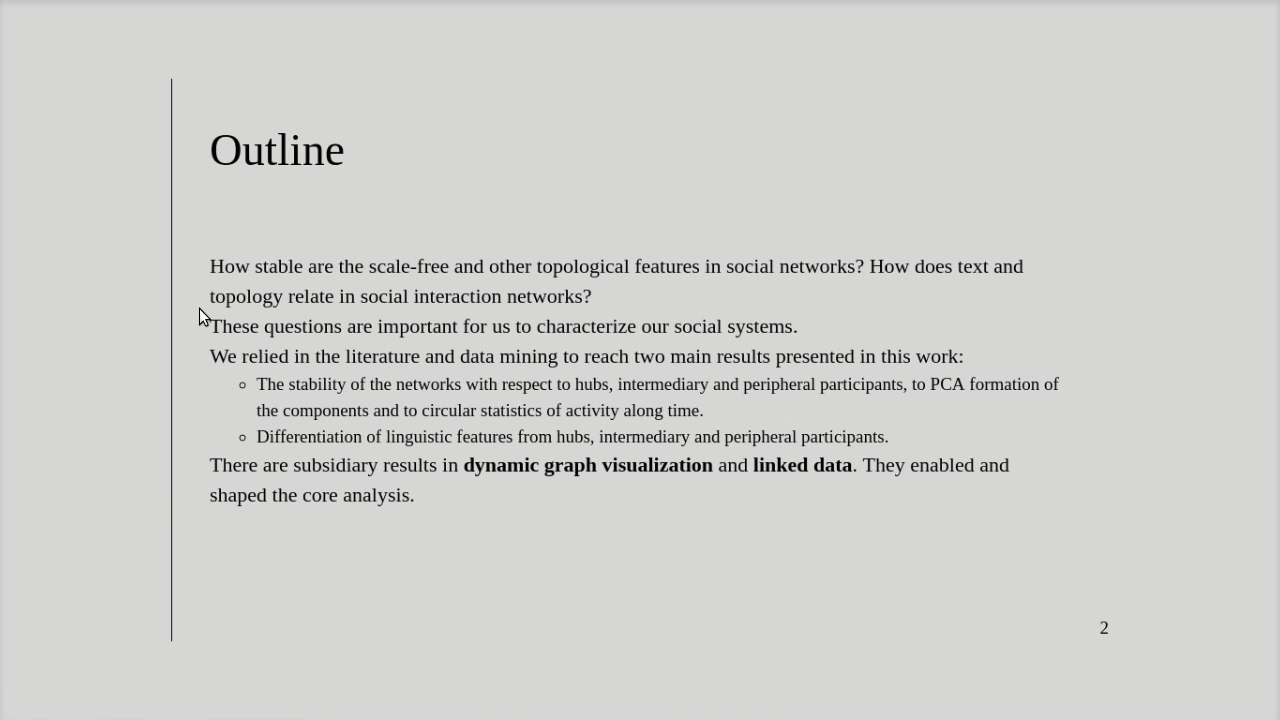 Outline
How stable are the scale-free and other topological features in social networks? How does text and
topology relate in social interaction networks?
These questions are important for us to characterize our social systems.
We relied in the literature and data mining to reach two main results presented in this work:
The stability of the networks with respect to hubs, intermediary and peripheral participants, to PCA formation of
the components and to circular statistics of activity along time.
Differentiation of linguistic features from hubs, intermediary and peripheral participants.
There are subsidiary results in dynamic graph visualization and linked data. They enabled and
shaped the core analysis.
2